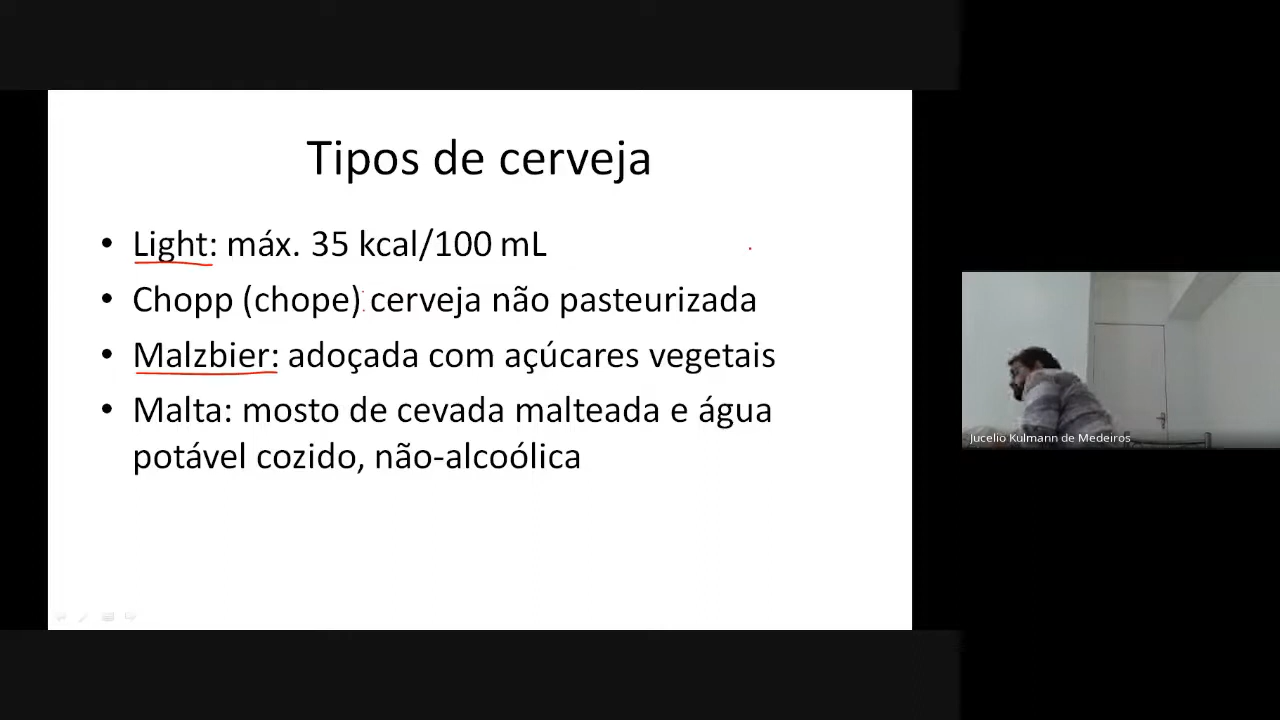 Tipos de cerveja
• Light: máx. 35 kcal/100 mL
• Chopp (chope): cerveja não pasteurizada
• Malzbier: adoçada com açúcares vegetais
• Malta: mosto de cevada malteada e água
potável cozido, não-alcoólica
Jucelio Kulmann de Medeiros